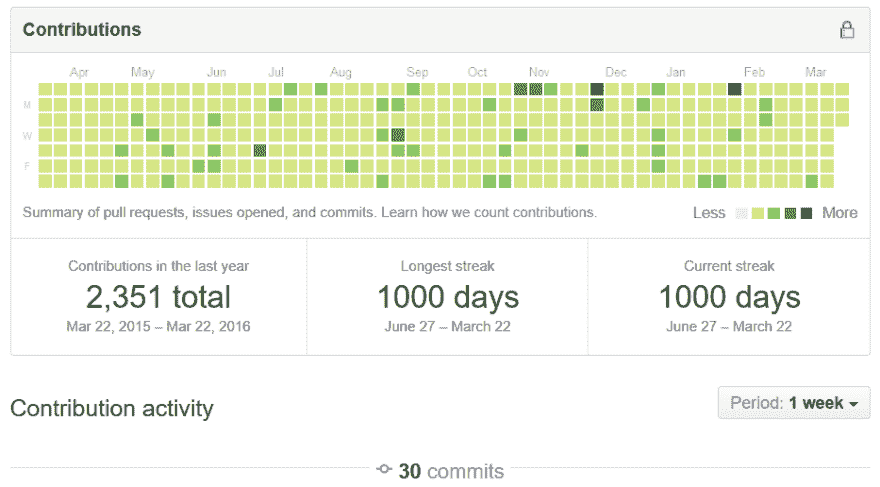 Contributions
Apr May Jun Jul Aug Sep Oct Nov Dec Jan Feb Mar
M
W
F
Summary of pull requests, issues opened, and commits. Learn how we count contributions. Less More
Contributions in the last year
2,351 total
Mar 22, 2015 – Mar 22, 2016
Longest streak
1000 days
June 27 – March 22
Current streak
1000 days
June 27 – March 22
Contribution activity
Period: 1 week
30 commits